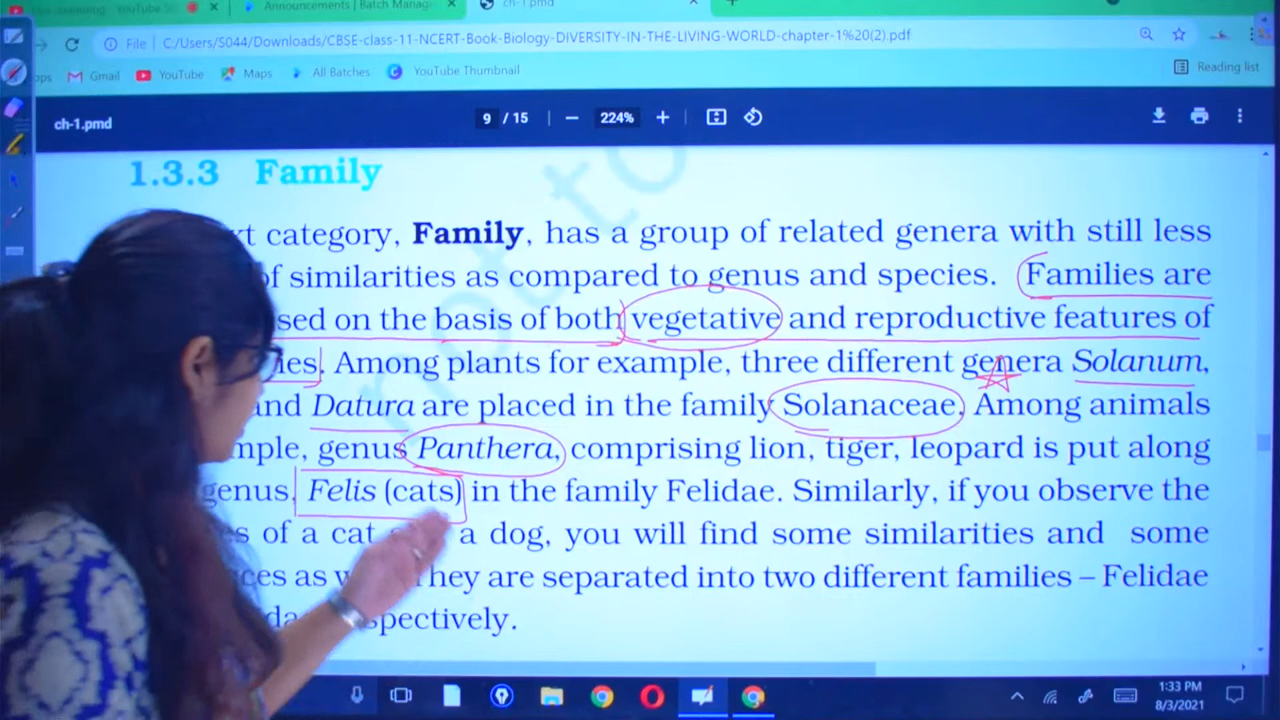 Announcements | Batch Manag
ch-1.pmd
File | C:/Users/S044/Downloads/CBSE-class-11-NCERT-Book-Biology-DIVERSITY-IN-THE-LIVING-WORLD-chapter-1%20(2).pdf
ops Gmail YouTube Maps All Batches YouTube Thumbnail Reading list
ch-1.pmd 9 / 15 224%
1.3.3 Family
xt category, Family, has a group of related genera with still less
of similarities as compared to genus and species. Families are
sed on the basis of both vegetative and reproductive features of
ies. Among plants for example, three different genera Solanum,
and Datura are placed in the family Solanaceae. Among animals
mple, genus Panthera, comprising lion, tiger, leopard is put along
genus, Felis (cats) in the family Felidae. Similarly, if you observe the
s of a cat a dog, you will find some similarities and some
ces as They are separated into two different families – Felidae
da spectively.
1:33 PM
8/3/2021